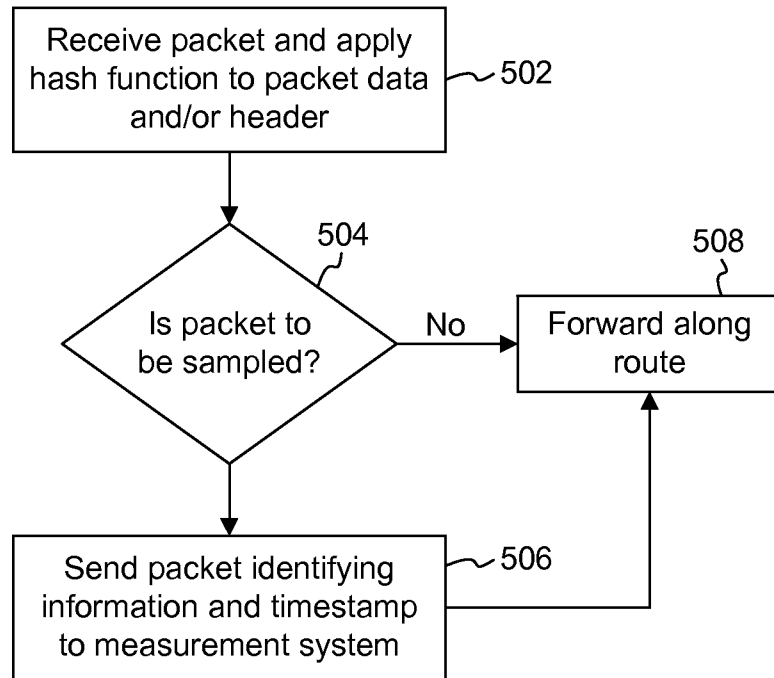 Receive packet and apply
hash function to packet data
and/or header
502
504
Is packet to
be sampled?
No
508
Forward along
route
506
Send packet identifying
information and timestamp
to measurement system